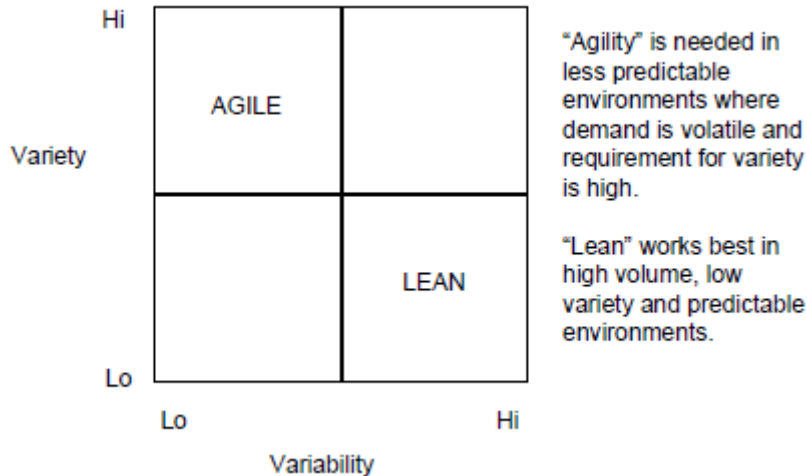 Hi
AGILE
Variety
LEAN
Lo
Lo
Hi
Variability
“Agility” is needed in
less predictable
environments where
demand is volatile and
requirement for variety
is high.
“Lean” works best in
high volume, low
variety and predictable
environments.